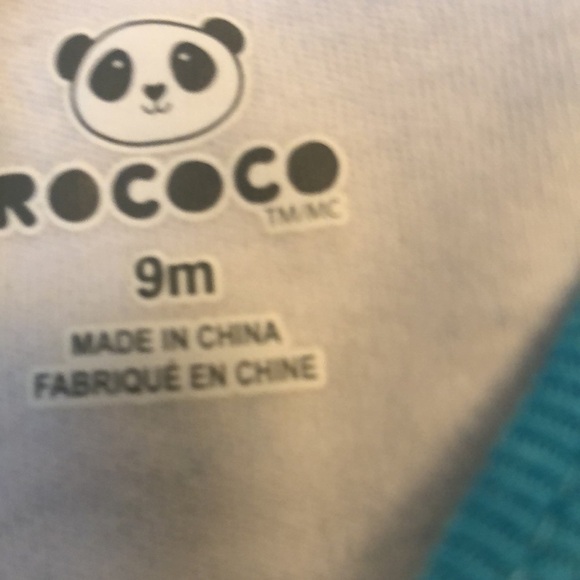 ROCOCO
TM/MC
9m
MADE IN CHINA
FABRIQUÉ EN CHINE